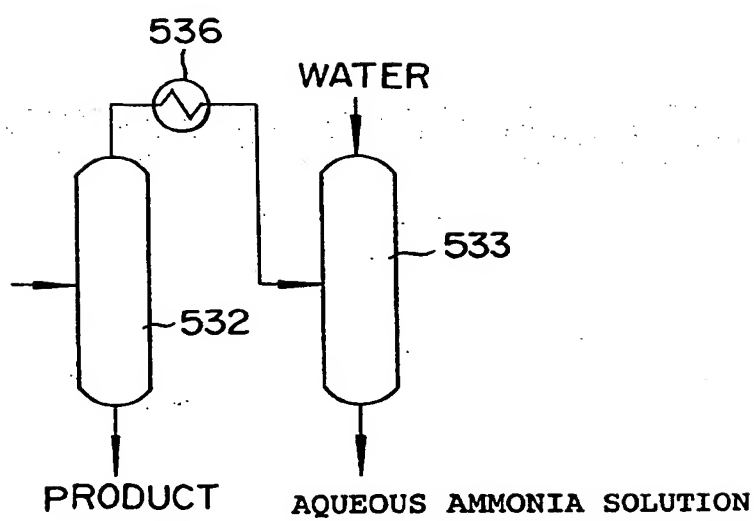 536
WATER
533
532
PRODUCT
AQUEOUS AMMONIA SOLUTION